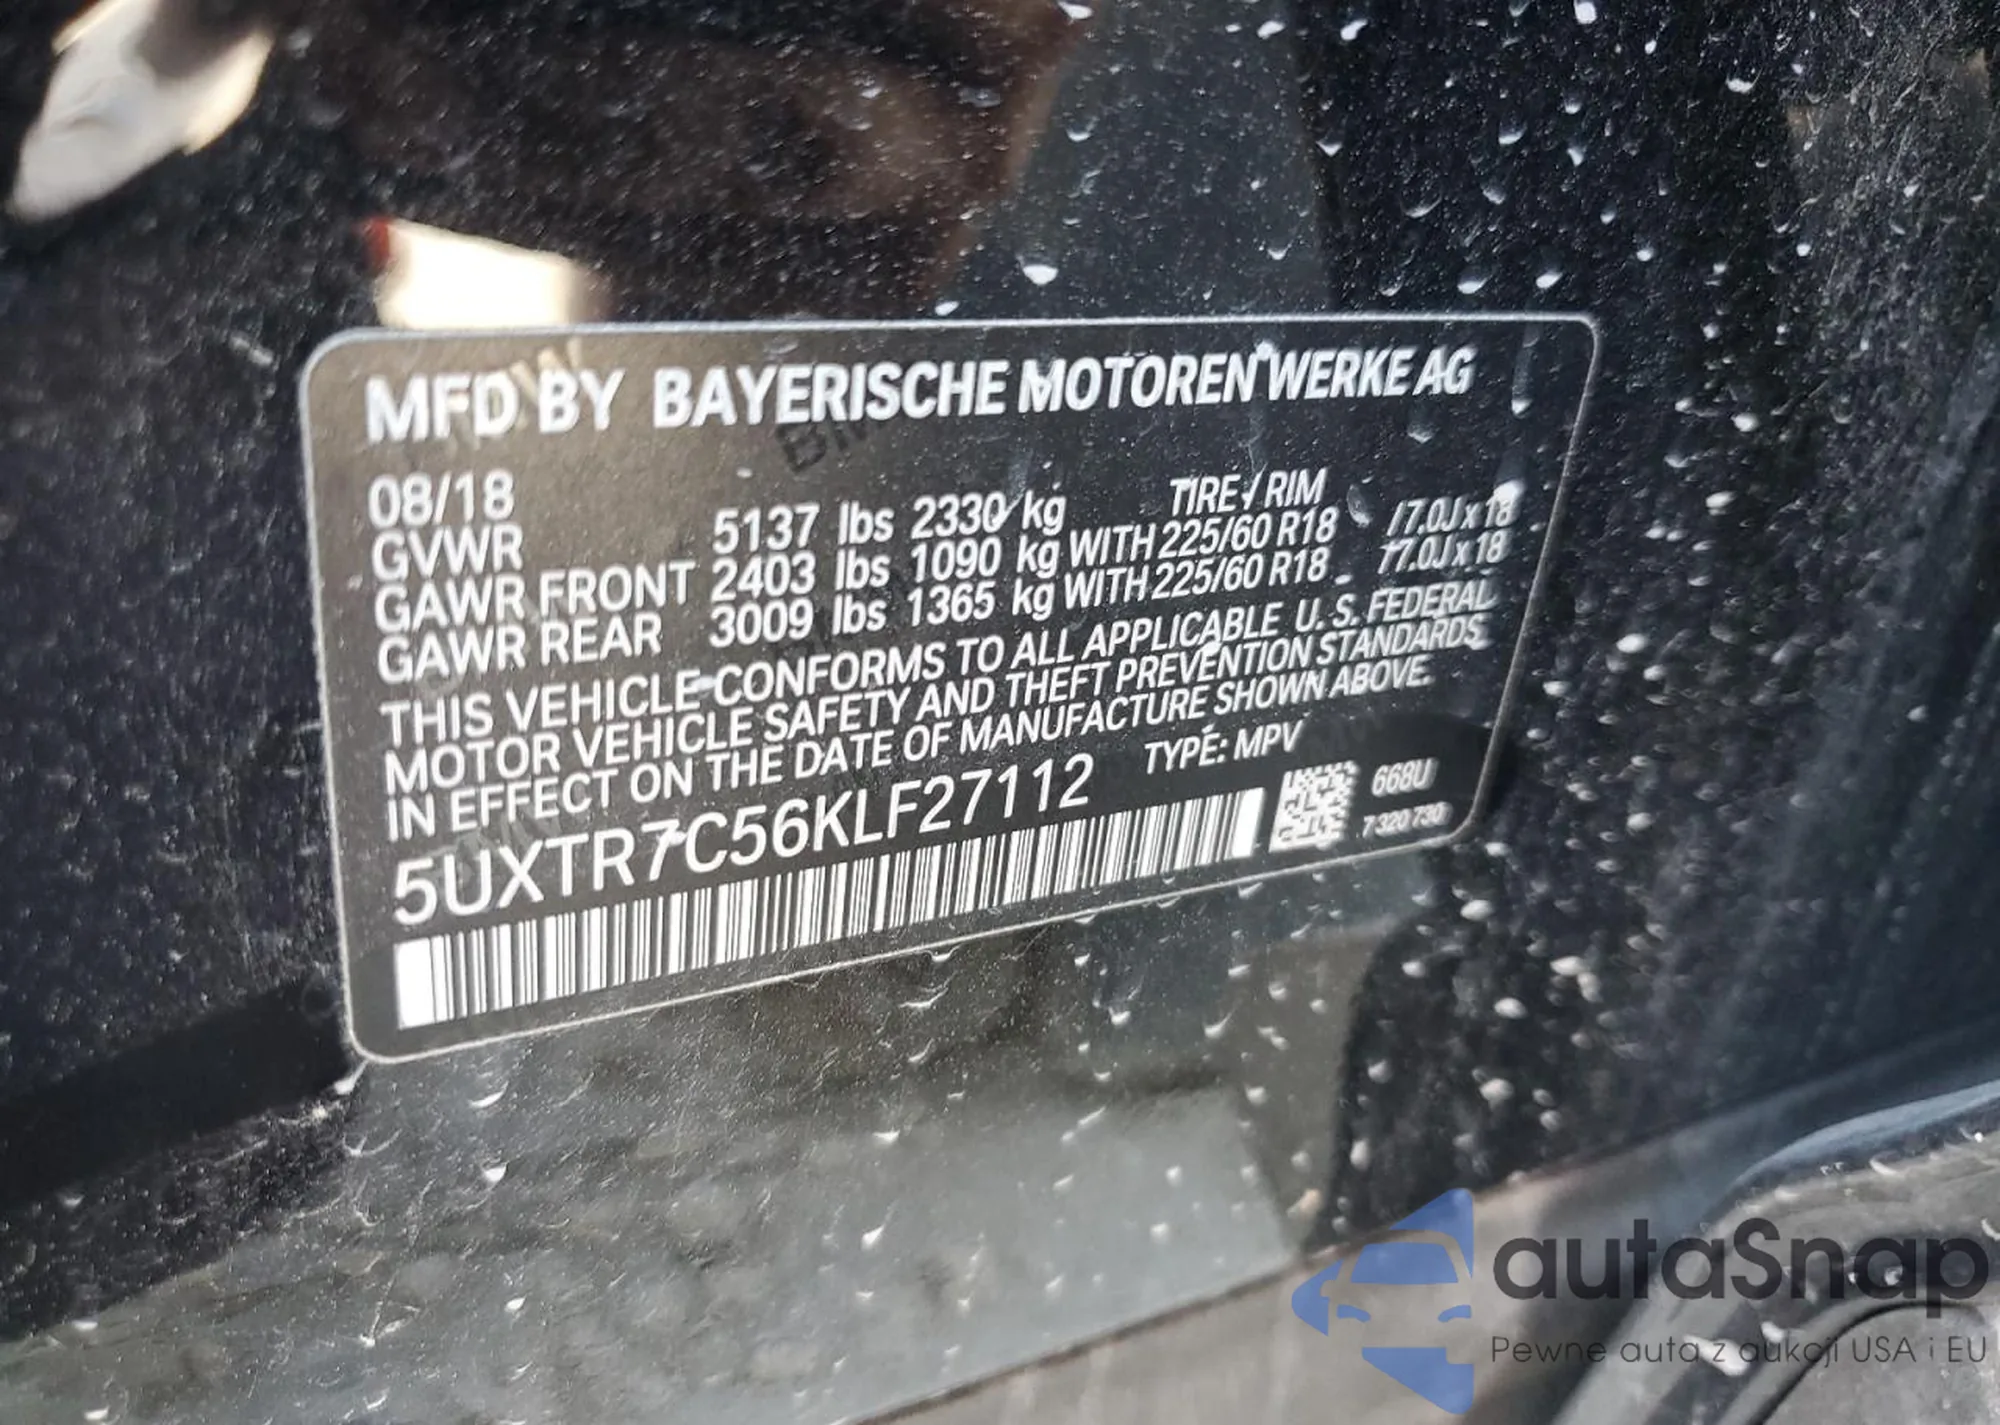 MFD BY BAYERISCHE MOTOREN WERKE AG
08/18 TIRE / RIM
GVWR 5137 lbs 2330 kg
GAWR FRONT 2403 lbs 1090 kg WITH 225/60 R18 /7.0J x 18
GAWR REAR 3009 lbs 1365 kg WITH 225/60 R18 /7.0J x 18
THIS VEHICLE CONFORMS TO ALL APPLICABLE U.S. FEDERAL
MOTOR VEHICLE SAFETY AND THEFT PREVENTION STANDARDS
IN EFFECT ON THE DATE OF MANUFACTURE SHOWN ABOVE.
5UXTR7C56KLF27112 TYPE: MPV
668U
7 320 730
autaSnap
Pewne auta z aukcji USA i EU